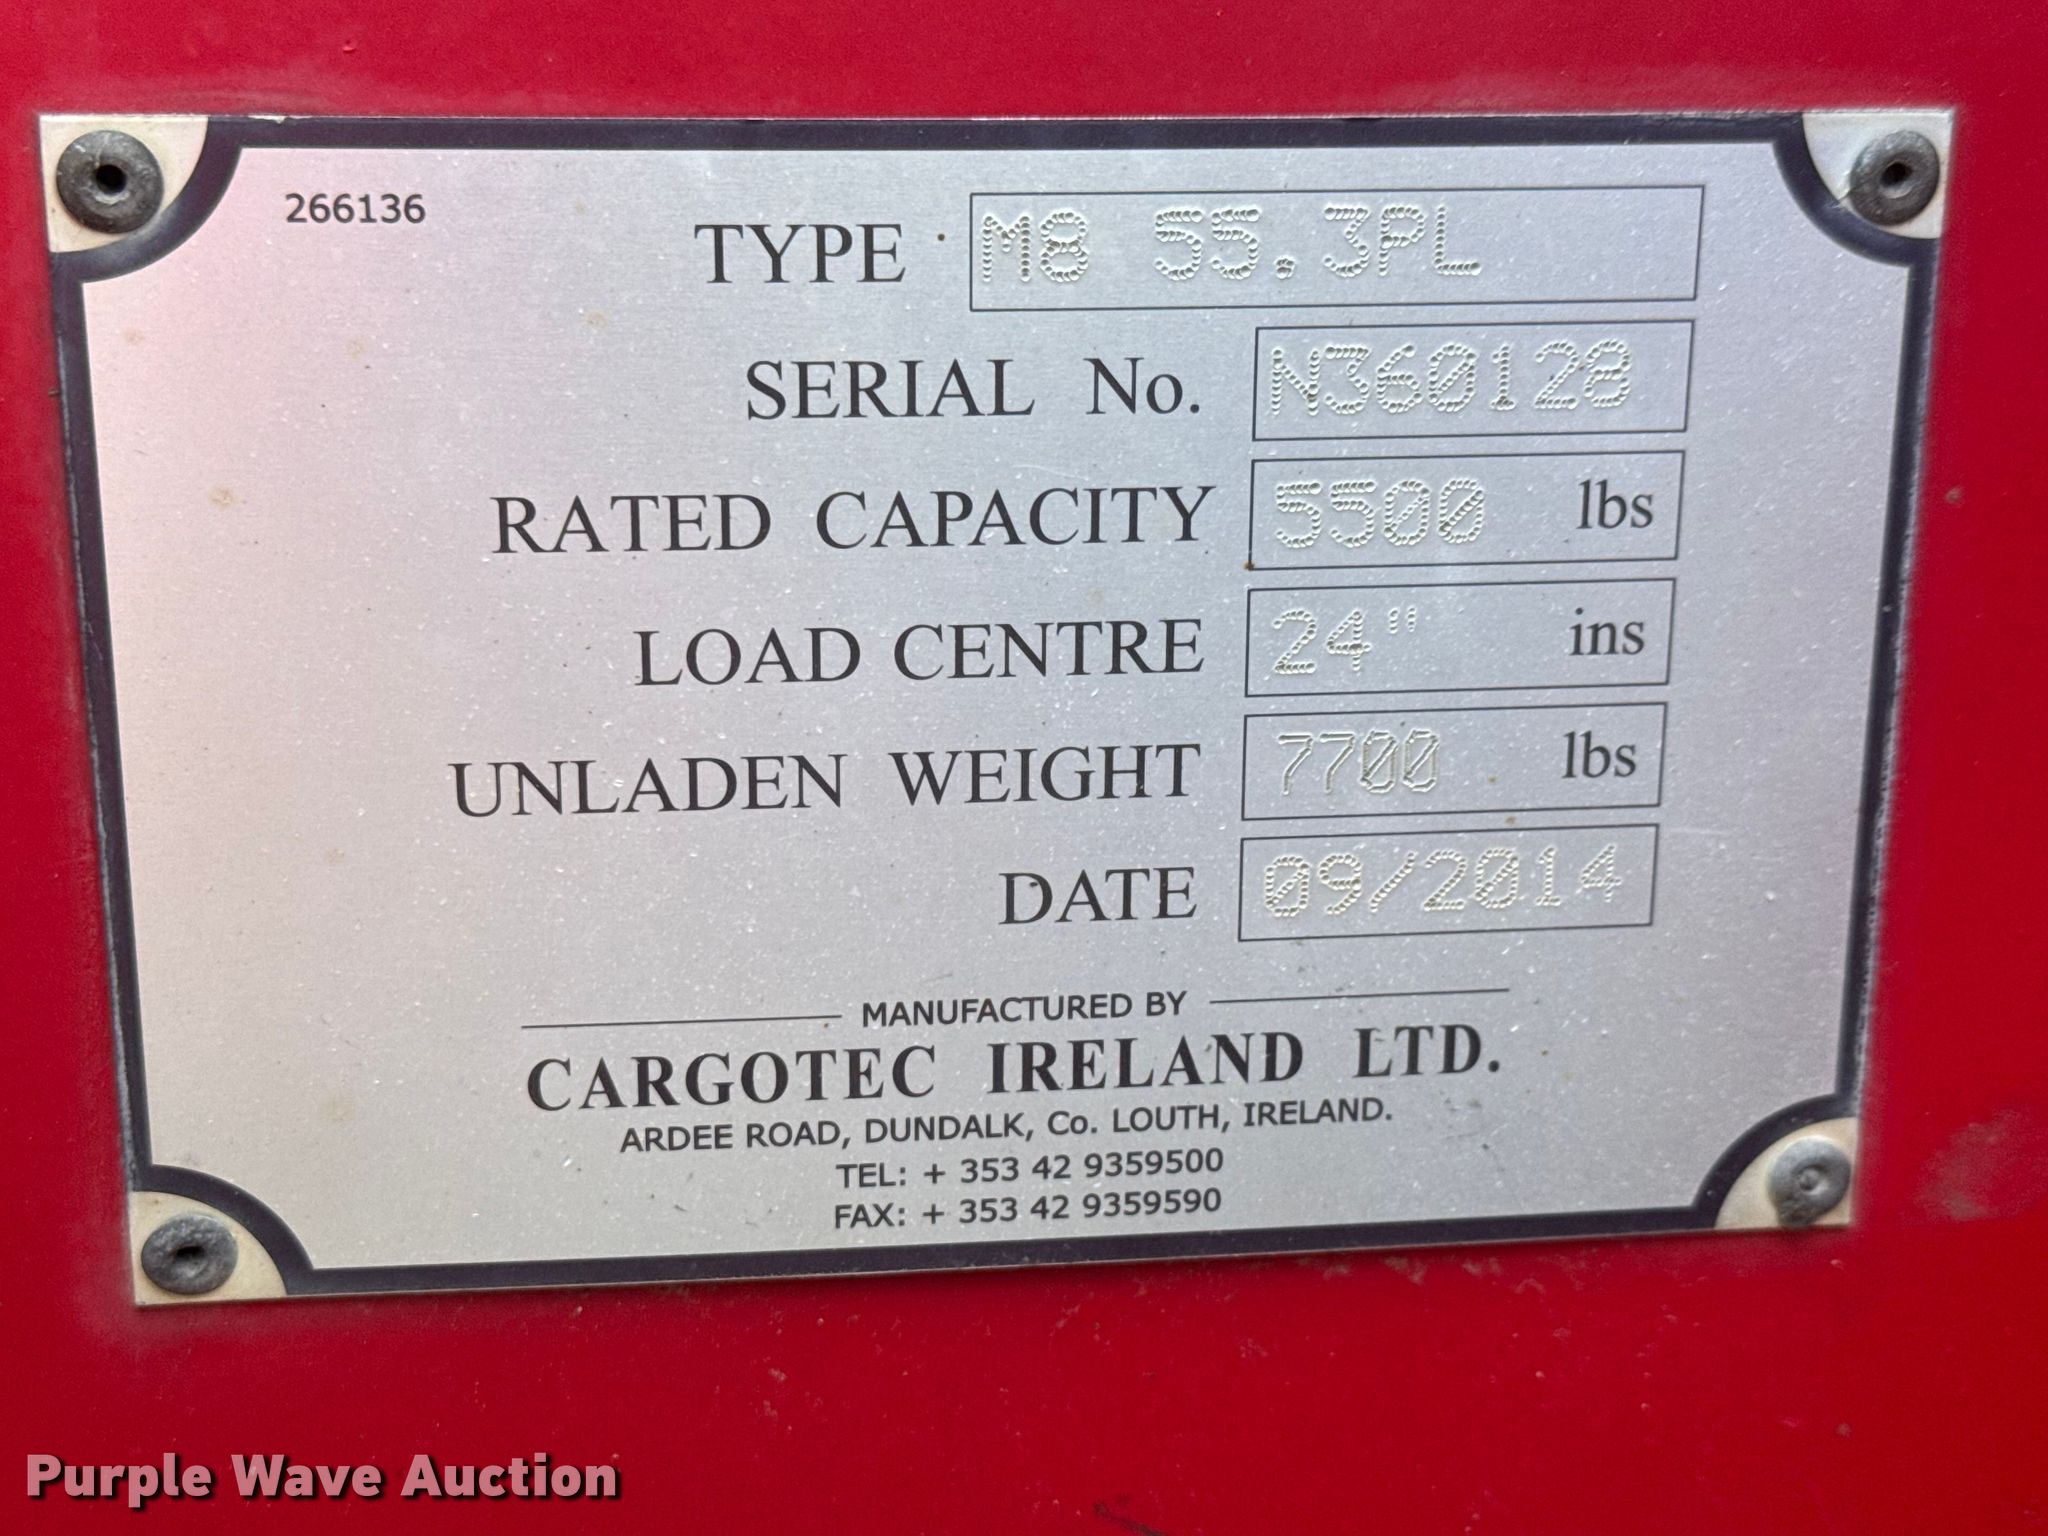 266136
TYPE M8 55.3PL
SERIAL No. N360128
RATED CAPACITY 5500 lbs
LOAD CENTRE 24" ins
UNLADEN WEIGHT 7700 lbs
DATE 09/2014
MANUFACTURED BY
CARGOTEC IRELAND LTD.
ARDEE ROAD, DUNDALK, Co. LOUTH, IRELAND.
TEL: + 353 42 9359500
FAX: + 353 42 9359590
Purple Wave Auction